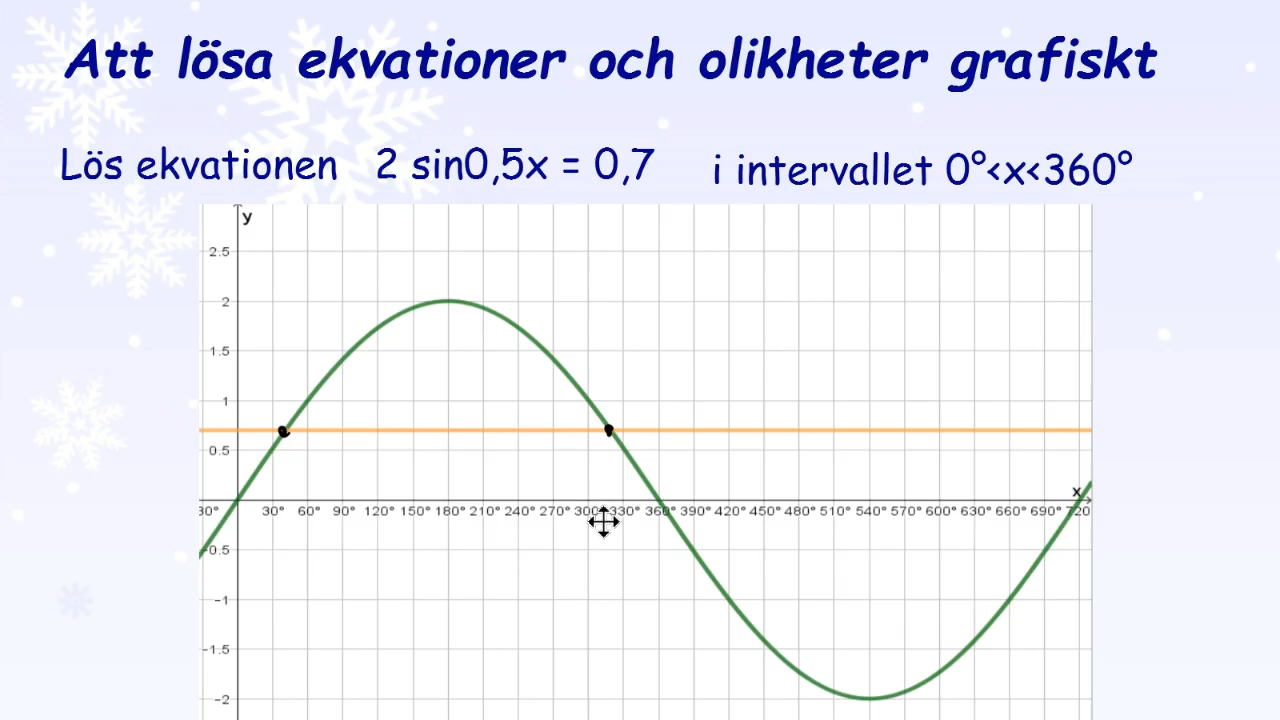 Att lösa ekvationer och olikheter grafiskt
Lös ekvationen 2 sin0,5x = 0,7 i intervallet 0°<x<360°
y
2.5
2
1.5
1
0.5
x
30° 30° 60° 90° 120° 150° 180° 210° 240° 270° 300° 330° 360° 390° 420° 450° 480° 510° 540° 570° 600° 630° 660° 690° 720
-0.5
-1
-1.5
-2